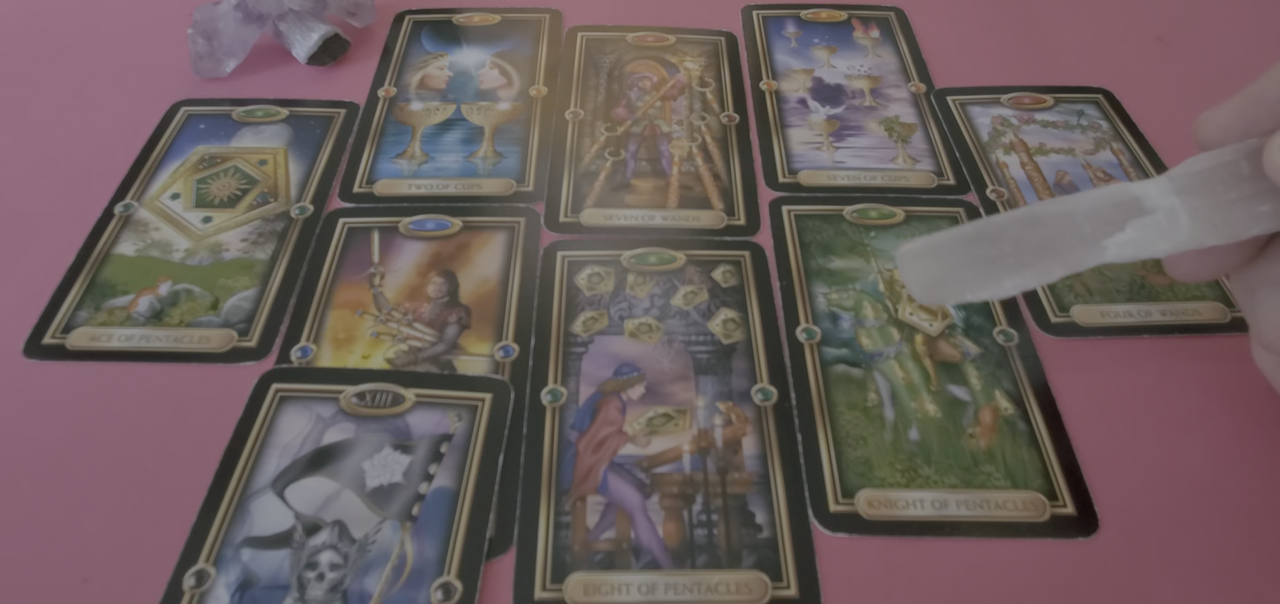 TWO OF CUPS
SEVEN OF WANDS
SEVEN OF CUPS
ACE OF PENTACLES
FOUR OF WANDS
XIII
EIGHT OF PENTACLES
KNIGHT OF PENTACLES